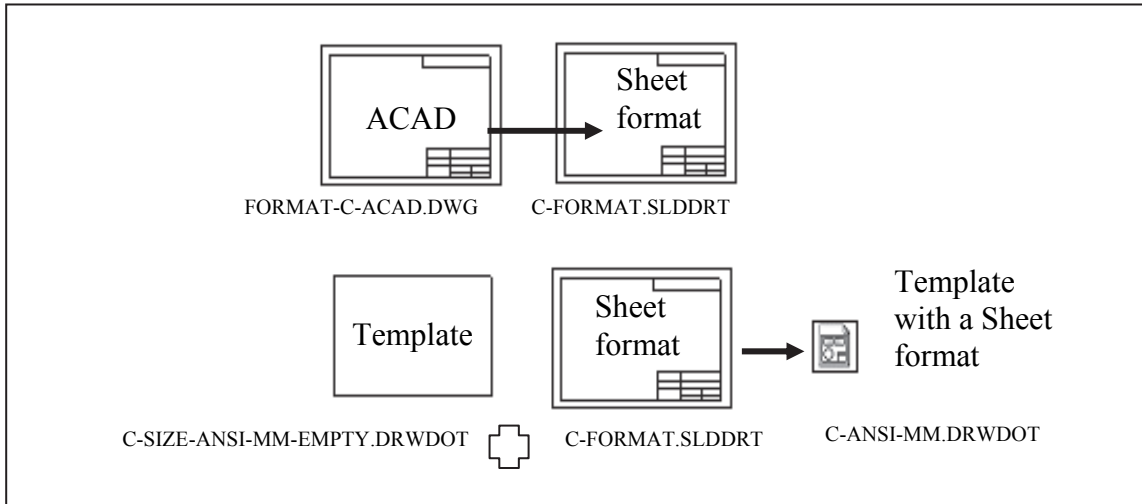 ACAD
Sheet
format
FORMAT-C-ACAD.DWG
C-FORMAT.SLDDRT
Template
Sheet
format
Template
with a Sheet
format
C-SIZE-ANSI-MM-EMPTY.DRWDOT
C-FORMAT.SLDDRT
C-ANSI-MM.DRWDOT